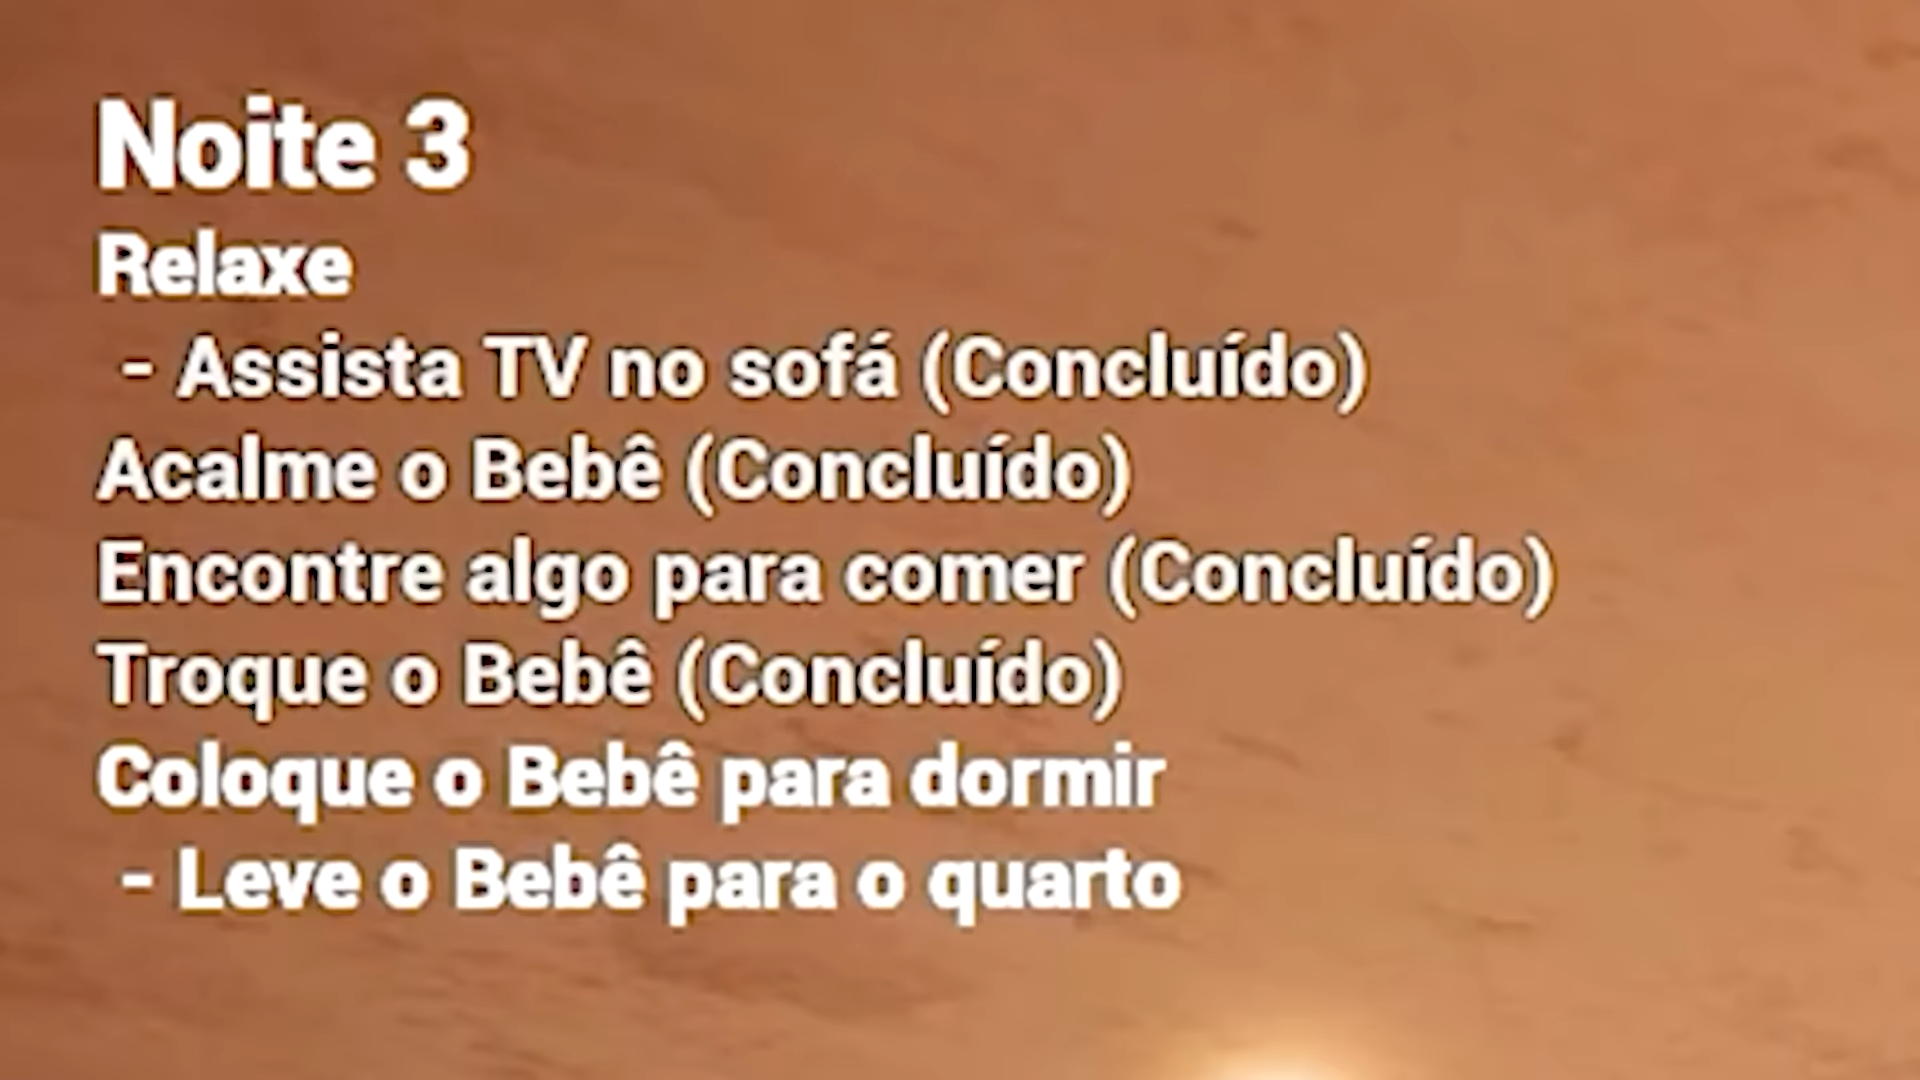 Noite 3
Relaxe
- Assista TV no sofá (Concluído)
Acalme o Bebê (Concluído)
Encontre algo para comer (Concluído)
Troque o Bebê (Concluído)
Coloque o Bebê para dormir
- Leve o Bebê para o quarto